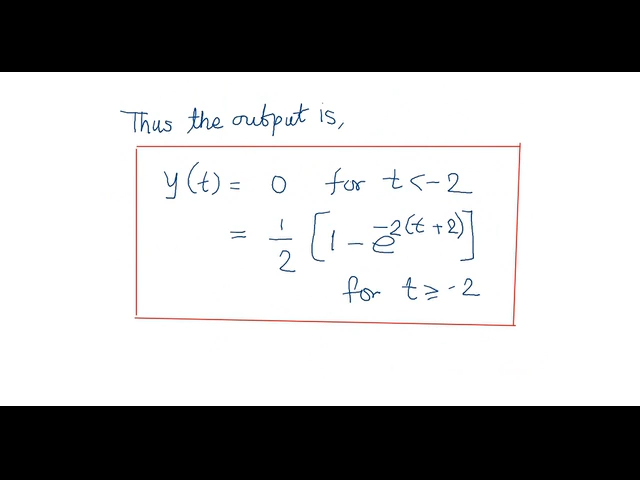 Thus the output is,
y(t) = 0 for t < -2
= 1/2 [1 - e^{-2(t+2)}]
for t ≥ -2